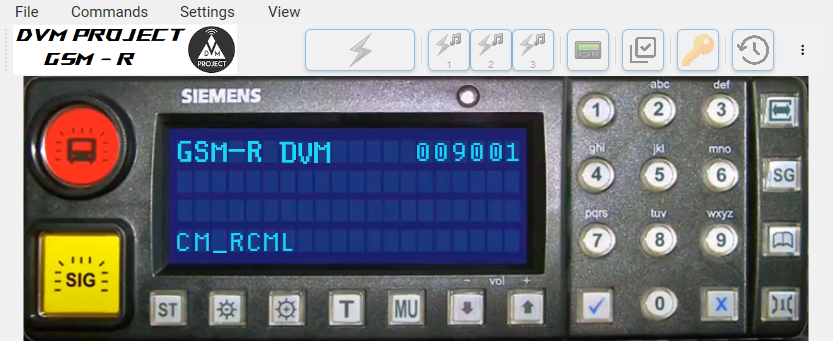 File Commands Settings View
DVM PROJECT
GSM - R
DVM
PROJECT
1 2 3
SIEMENS
GSM-R DVM 009001
CM_RCML
SIG
ST T MU - vol +
1 abc 2 def 3
ghi 4 jkl 5 mno 6
pqrs 7 tuv 8 wxyz 9
✓ 0 X
SG
1